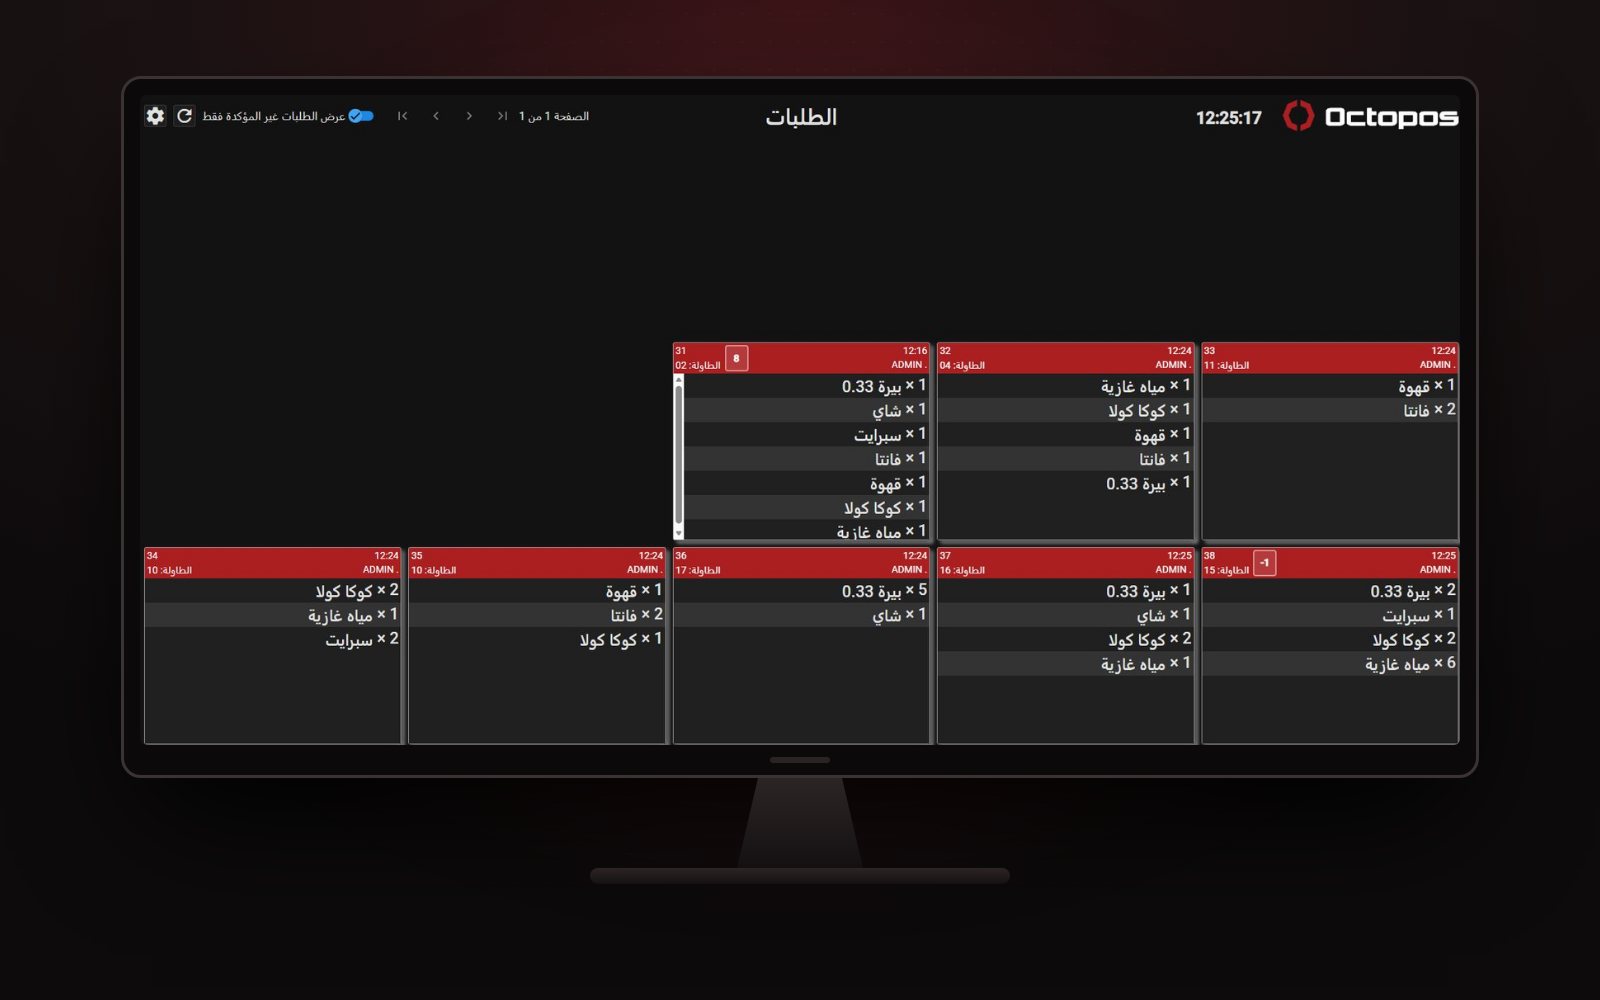 Octopos
12:25:17
الطلبات
الصفحة 1 من 1
عرض الطلبات غير المؤكدة فقط
33 12:24
الطاولة: 11 ADMIN .
1 × قهوة
2 × فانتا
32 12:24
الطاولة: 04 ADMIN .
1 × مياه غازية
1 × كوكا كولا
1 × قهوة
1 × فانتا
1 × بيرة 0.33
31 12:16
الطاولة: 02 8 ADMIN .
1 × بيرة 0.33
1 × شاي
1 × سبرايت
1 × فانتا
1 × قهوة
1 × كوكا كولا
1 × مياه غازية
38 12:25
الطاولة: 15 -1 ADMIN .
2 × بيرة 0.33
1 × سبرايت
2 × كوكا كولا
6 × مياه غازية
37 12:25
الطاولة: 16 ADMIN .
1 × بيرة 0.33
1 × شاي
2 × كوكا كولا
1 × مياه غازية
36 12:24
الطاولة: 17 ADMIN .
5 × بيرة 0.33
1 × شاي
35 12:24
الطاولة: 10 ADMIN .
1 × قهوة
2 × فانتا
1 × كوكا كولا
34 12:24
الطاولة: 10 ADMIN .
2 × كوكا كولا
1 × مياه غازية
2 × سبرايت